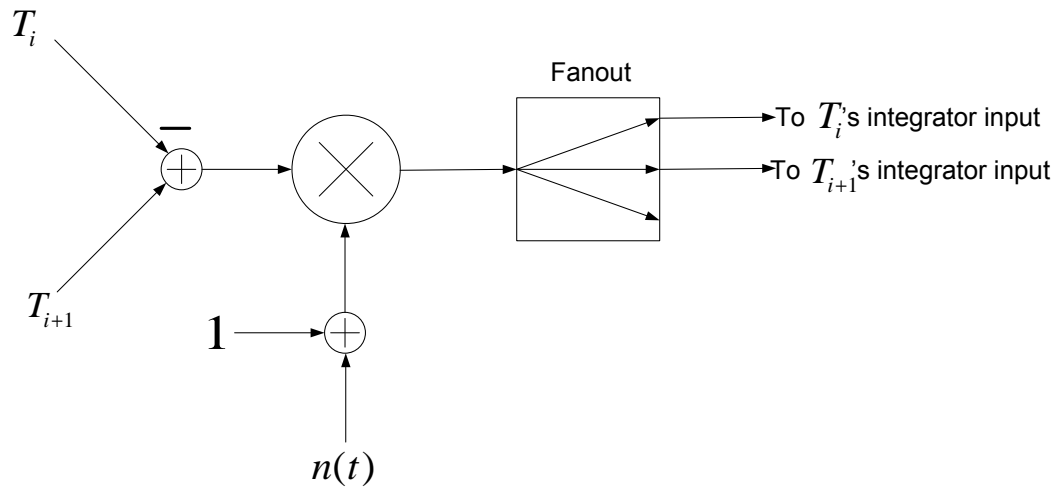 T_i
Fanout
To T_i's integrator input
−
To T_{i+1}'s integrator input
T_{i+1}
1
n(t)